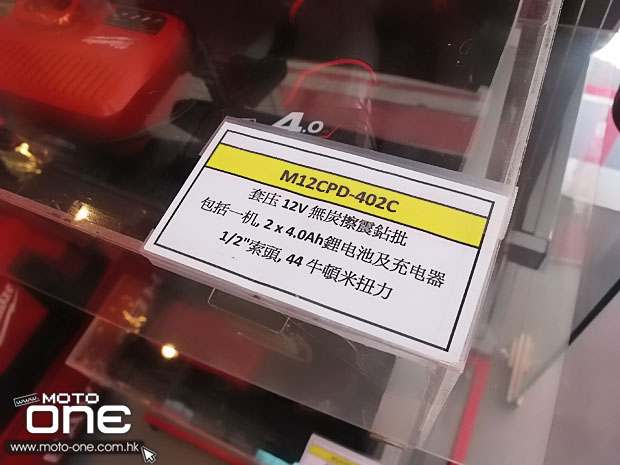 Milwaukee
4.0
M12CPD-402C
套压 12V 無炭擦震鉆批
包括一机, 2 x 4.0Ah鋰电池及充电器
1/2"索頭, 44 牛頓米扭力
www.
MOTO
ONE
www.moto-one.com.hk